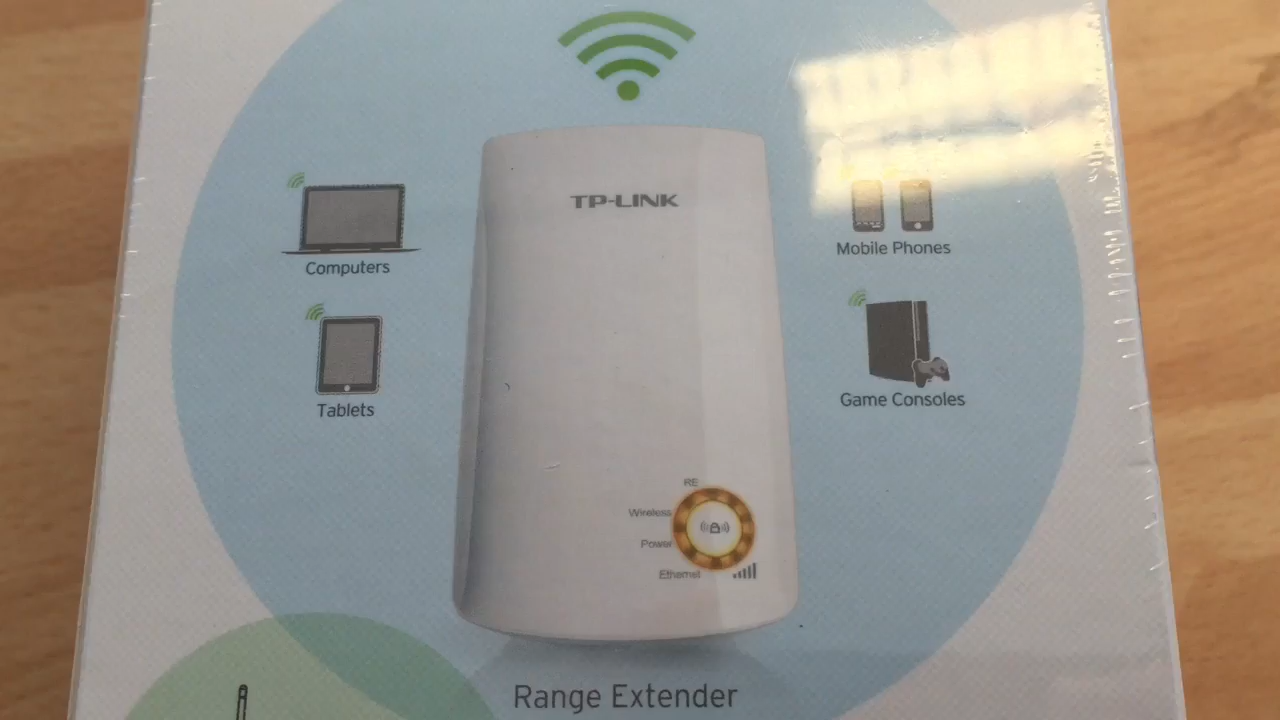 TP-LINK
Computers
Mobile Phones
Tablets
Game Consoles
RE
Wireless
Power
Ethernet
Range Extender